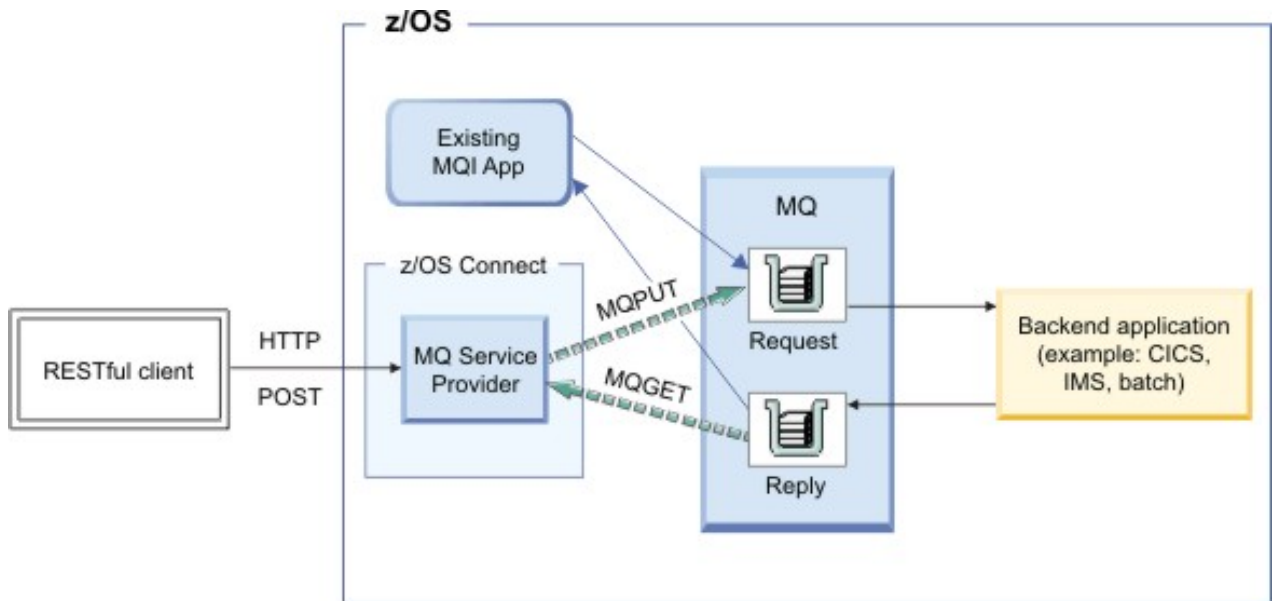 z/OS
Existing
MQI App
MQ
z/OS Connect
MQPUT
HTTP
RESTful client
MQ Service
Provider
Request
Backend application
(example: CICS,
IMS, batch)
POST
MQGET
Reply